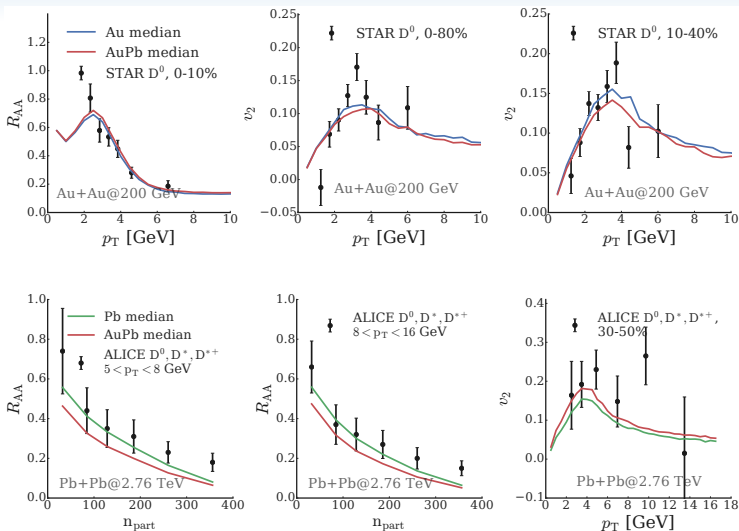 1.4
1.2
1.0
0.8
0.6
0.4
0.2
0.0
R_AA
Au median
AuPb median
STAR D⁰, 0-10%
Au+Au@200 GeV
0 2 4 6 8 10
p_T [GeV]
0.25
0.20
0.15
0.10
0.05
0.00
−0.05
v₂
STAR D⁰, 0-80%
Au+Au@200 GeV
0 2 4 6 8 10
p_T [GeV]
0.25
0.20
0.15
0.10
0.05
0.00
v₂
STAR D⁰, 10-40%
Au+Au@200 GeV
0 2 4 6 8 10
p_T [GeV]
1.0
0.8
0.6
0.4
0.2
0.0
R_AA
Pb median
AuPb median
ALICE D⁰, D*, D*⁺
5<p_T<8 GeV
Pb+Pb@2.76 TeV
0 100 200 300 400
n_part
1.0
0.8
0.6
0.4
0.2
0.0
R_AA
ALICE D⁰, D*, D*⁺
8<p_T<16 GeV
Pb+Pb@2.76 TeV
0 100 200 300 400
n_part
0.4
0.3
0.2
0.1
0.0
−0.1
v₂
ALICE D⁰, D*, D*⁺,
30-50%
Pb+Pb@2.76 TeV
0 2 4 6 8 10 12 14 16 18
p_T [GeV]